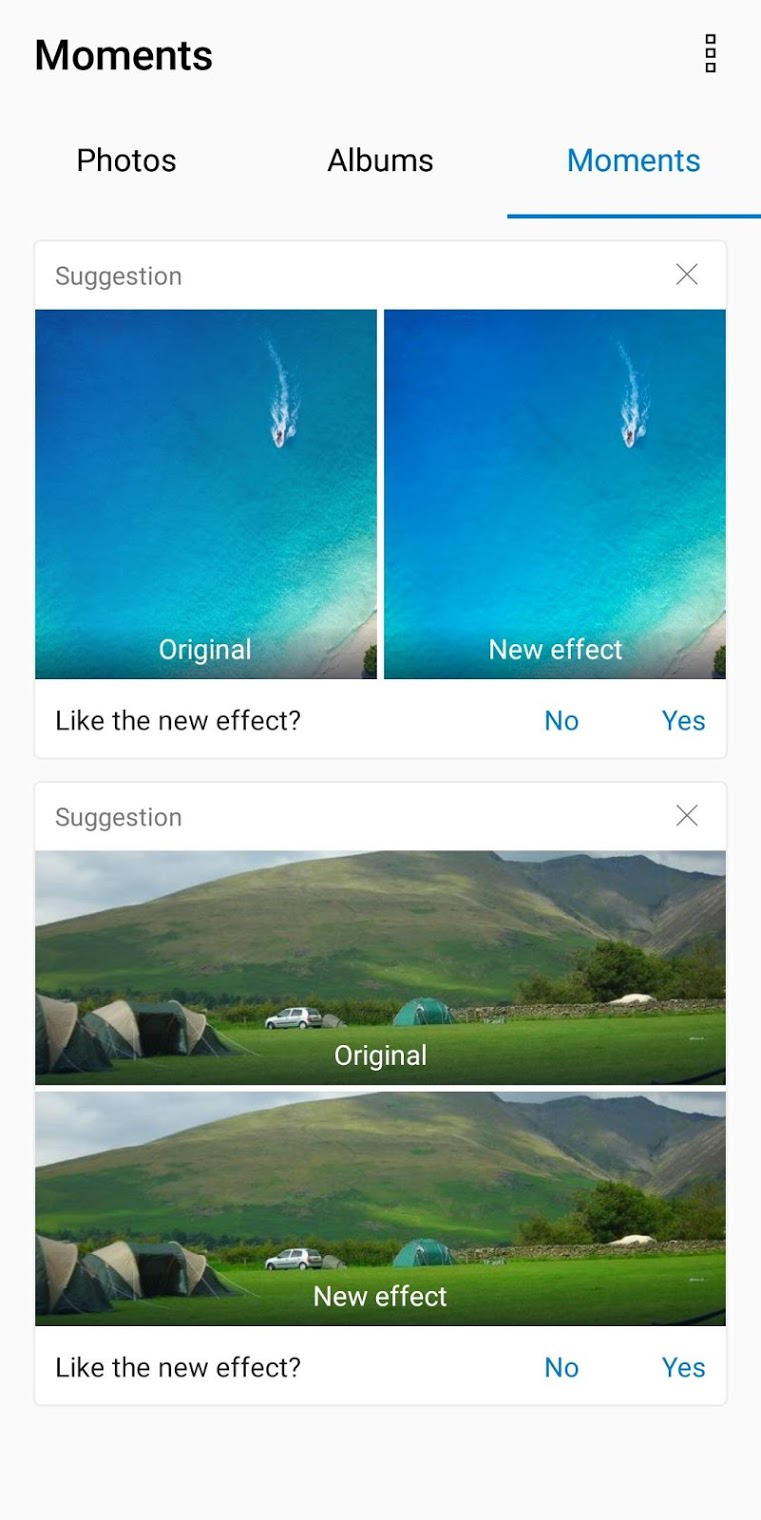 Moments
Photos Albums Moments
Suggestion
Original New effect
Like the new effect? No Yes
Suggestion
Original
New effect
Like the new effect? No Yes